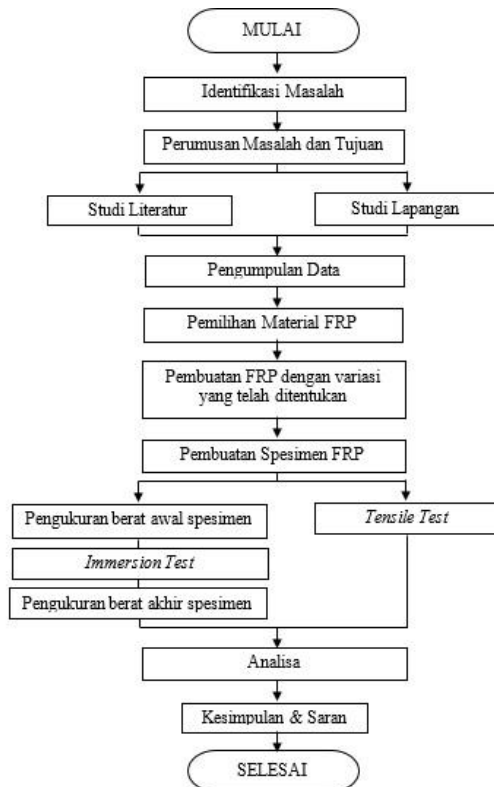 MULAI
Identifikasi Masalah
Perumusan Masalah dan Tujuan
Studi Literatur
Studi Lapangan
Pengumpulan Data
Pemilihan Material FRP
Pembuatan FRP dengan variasi
yang telah ditentukan
Pembuatan Spesimen FRP
Pengukuran berat awal spesimen
Tensile Test
Immersion Test
Pengukuran berat akhir spesimen
Analisa
Kesimpulan & Saran
SELESAI